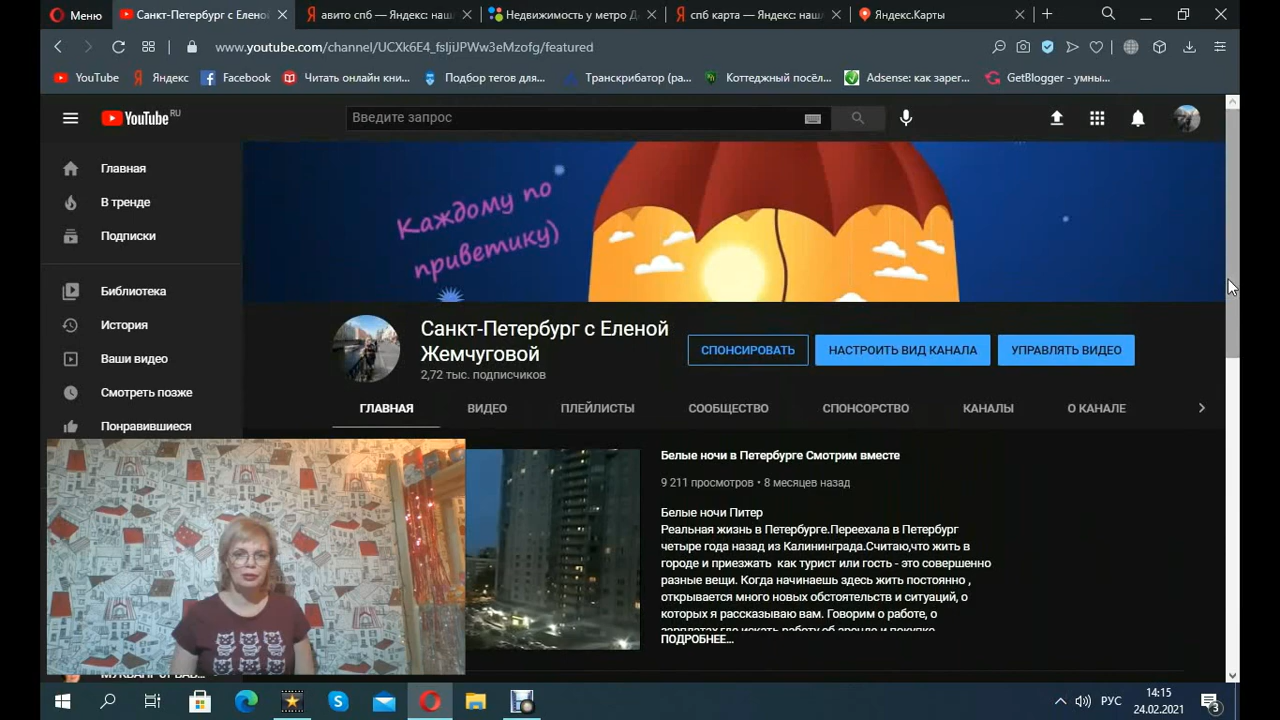 Меню
Санкт-Петербург с Елено
авито спб — Яндекс: наш
Недвижимость у метро Д
спб карта — Яндекс: наш
Яндекс.Карты
www.youtube.com/channel/UCXk6E4_fsIjiJPWw3eMzofg/featured
YouTube
Яндекс
Facebook
Читать онлайн кни...
Подбор тегов для...
Транскрибатор (ра...
Коттеджный посёл...
Adsense: как зарег...
GetBlogger - умны...
YouTube RU
Введите запрос
Главная
В тренде
Подписки
Библиотека
История
Ваши видео
Смотреть позже
Понравившиеся
Каждому по
приветику)
Санкт-Петербург с Еленой
Жемчуговой
2,72 тыс. подписчиков
СПОНСИРОВАТЬ
НАСТРОИТЬ ВИД КАНАЛА
УПРАВЛЯТЬ ВИДЕО
ГЛАВНАЯ
ВИДЕО
ПЛЕЙЛИСТЫ
СООБЩЕСТВО
СПОНСОРСТВО
КАНАЛЫ
О КАНАЛЕ
Белые ночи в Петербурге Смотрим вместе
9 211 просмотров • 8 месяцев назад
Белые ночи Питер
Реальная жизнь в Петербурге.Переехала в Петербург
четыре года назад из Калининграда.Считаю,что жить в
городе и приезжать как турист или гость - это совершенно
разные вещи. Когда начинаешь здесь жить постоянно ,
открывается много новых обстоятельств и ситуаций, о
которых я рассказываю вам. Говорим о работе, о
ПОДРОБНЕЕ...
РУС
14:15
24.02.2021
3